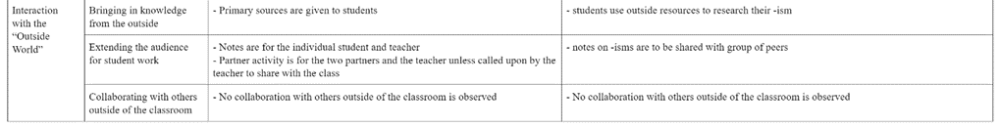 Interaction
with the
“Outside
World”
Bringing in knowledge
from the outside
- Primary sources are given to students
- students use outside resources to research their -ism
Extending the audience
for student work
- Notes are for the individual student and teacher
- Partner activity is for the two partners and the teacher unless called upon by the
teacher to share with the class
- notes on -isms are to be shared with group of peers
Collaborating with others
outside of the classroom
- No collaboration with others outside of the classroom is observed
- No collaboration with others outside of the classroom is observed